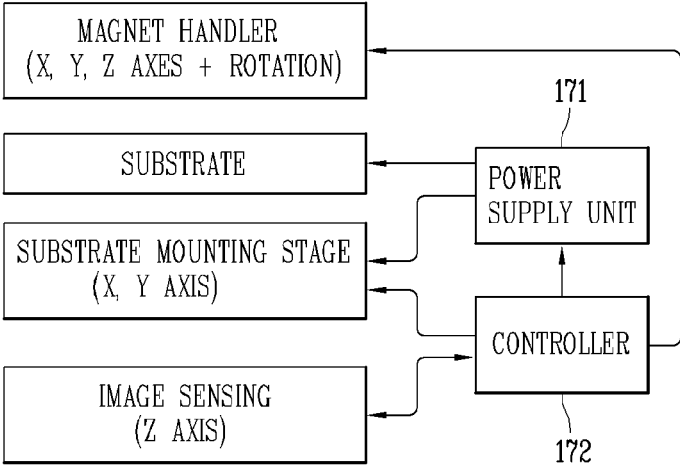 MAGNET HANDLER
(X, Y, Z AXES + ROTATION)
171
SUBSTRATE
POWER
SUPPLY UNIT
SUBSTRATE MOUNTING STAGE
(X, Y AXIS)
CONTROLLER
IMAGE SENSING
(Z AXIS)
172